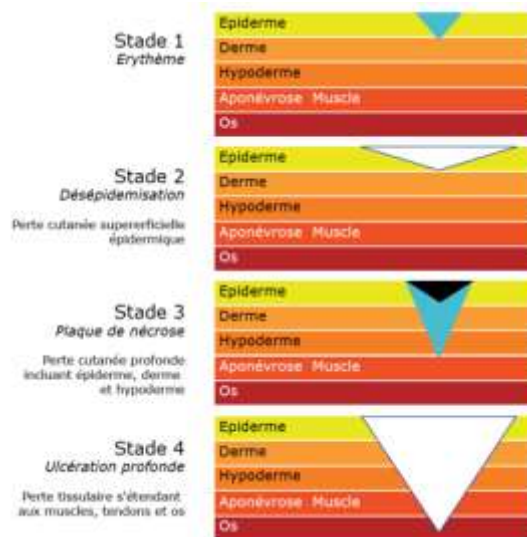 Stade 1
Erythème
Epiderme
Derme
Hypoderme
Aponévrose Muscle
Os
Stade 2
Désépidemisation
Perte cutanée supererficielle
épidermique
Epiderme
Derme
Hypoderme
Aponévrose Muscle
Os
Stade 3
Plaque de nécrose
Perte cutanée profonde
incluant épiderme, derme
et hypoderme
Epiderme
Derme
Hypoderme
Aponévrose Muscle
Os
Stade 4
Ulcération profonde
Perte tissulaire s'étendant
aux muscles, tendons et os
Epiderme
Derme
Hypoderme
Aponévrose Muscle
Os